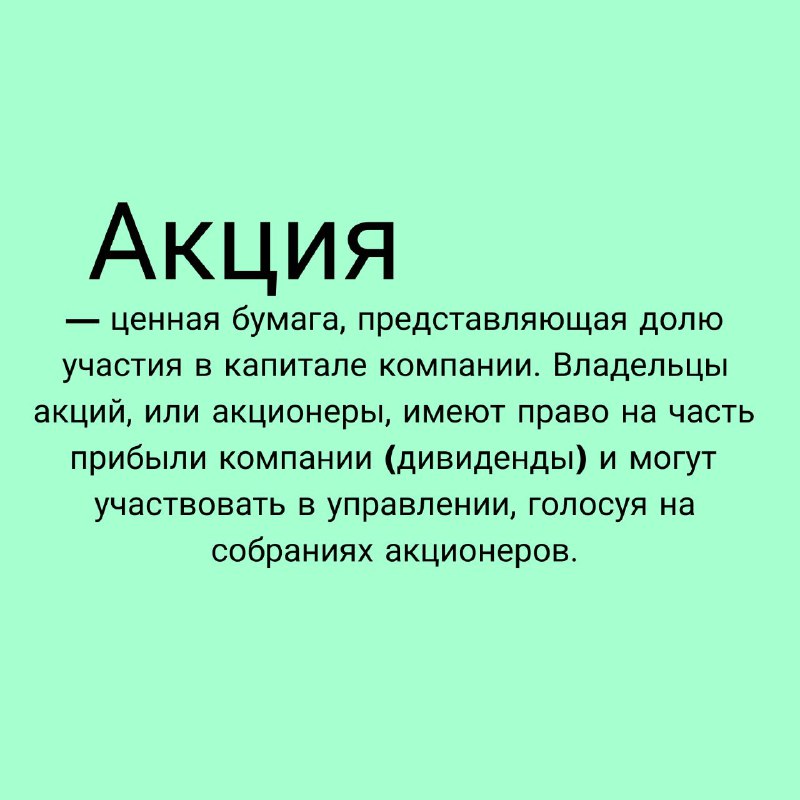 Акция
— ценная бумага, представляющая долю
участия в капитале компании. Владельцы
акций, или акционеры, имеют право на часть
прибыли компании (дивиденды) и могут
участвовать в управлении, голосуя на
собраниях акционеров.